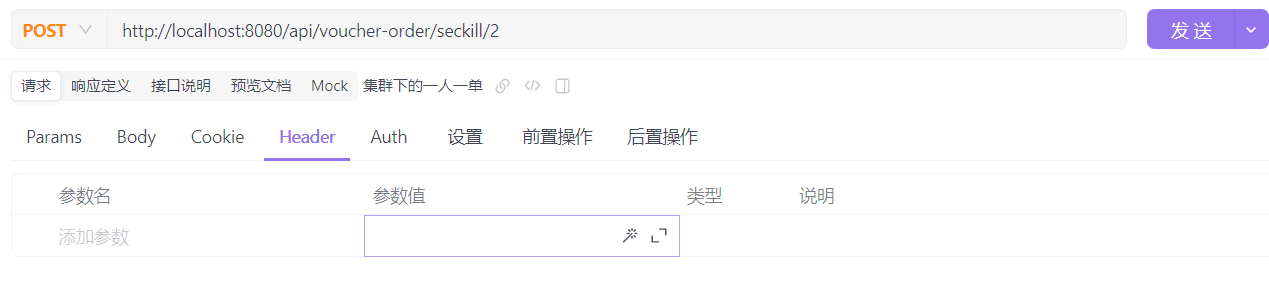 POST http://localhost:8080/api/voucher-order/seckill/2 发送
请求 响应定义 接口说明 预览文档 Mock 集群下的一人一单
Params Body Cookie Header Auth 设置 前置操作 后置操作
参数名 参数值 类型 说明
添加参数